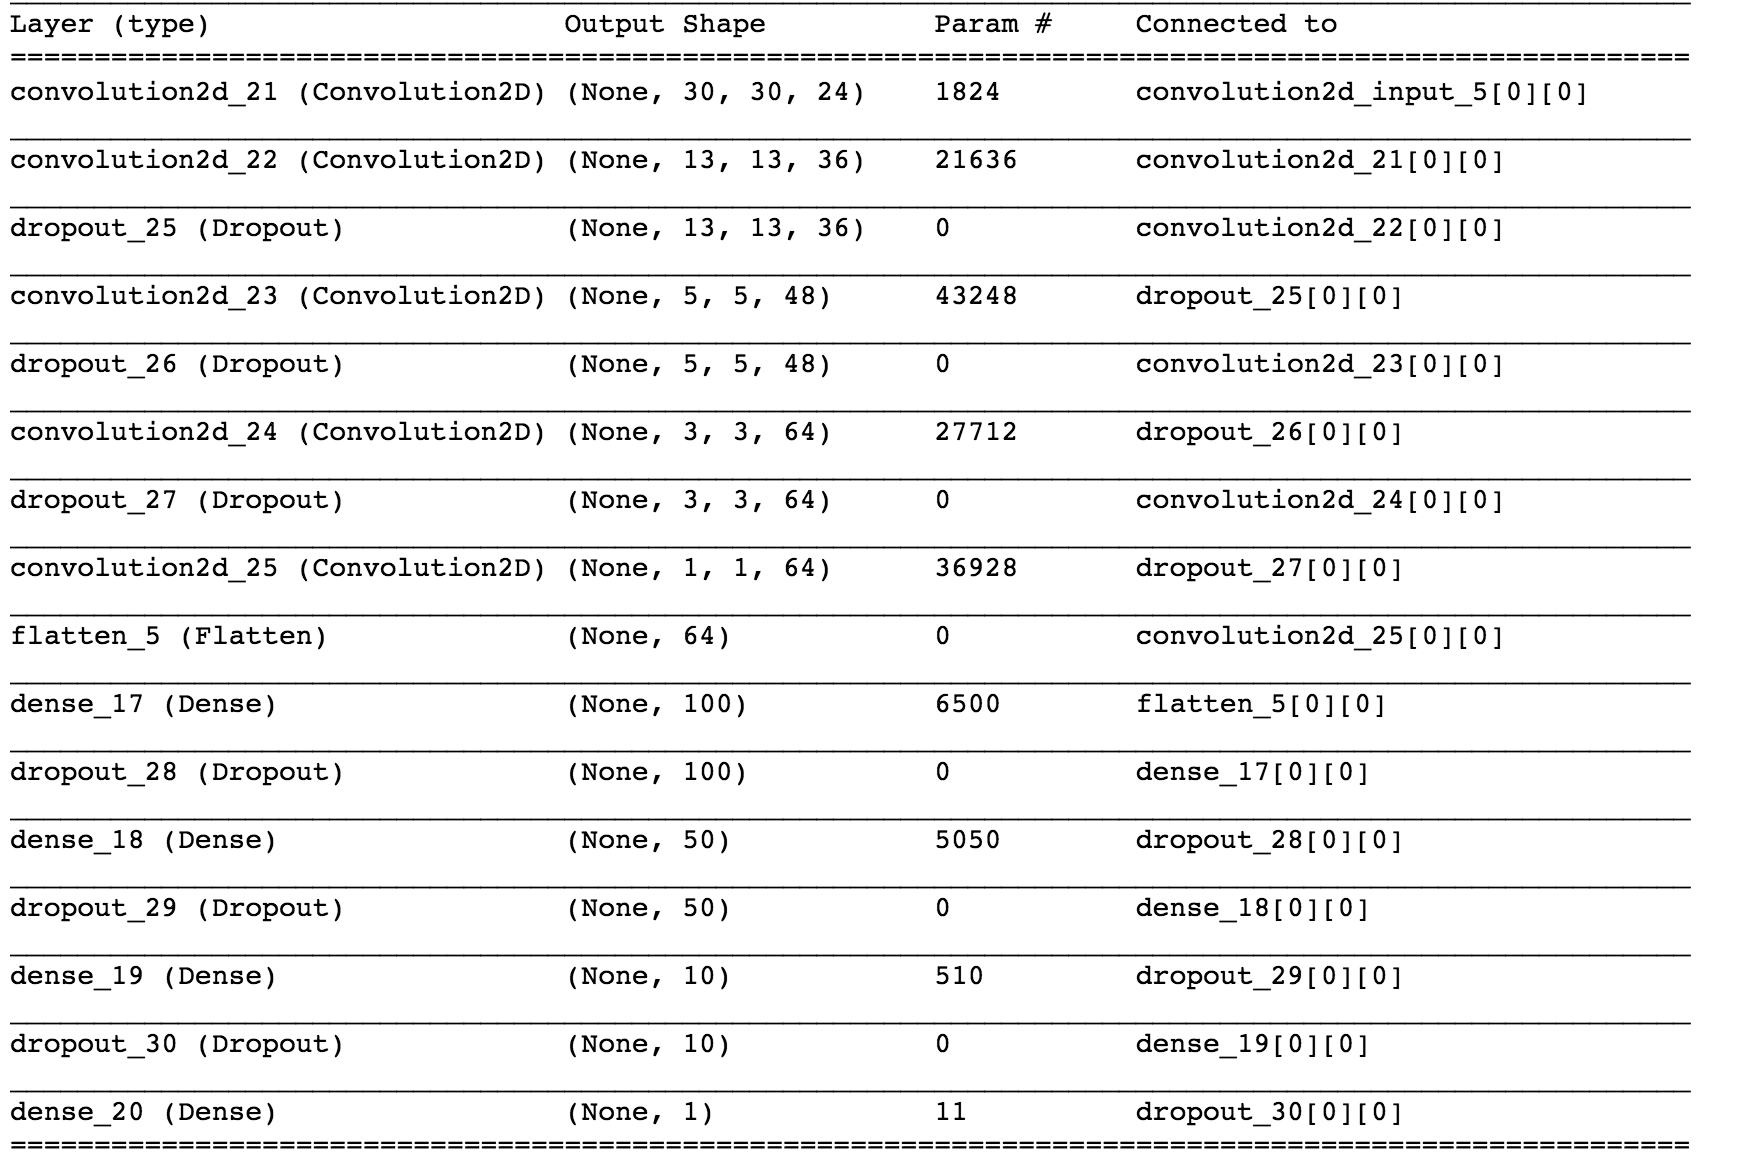 Layer (type) Output Shape Param # Connected to
convolution2d_21 (Convolution2D) (None, 30, 30, 24) 1824 convolution2d_input_5[0][0]
convolution2d_22 (Convolution2D) (None, 13, 13, 36) 21636 convolution2d_21[0][0]
dropout_25 (Dropout) (None, 13, 13, 36) 0 convolution2d_22[0][0]
convolution2d_23 (Convolution2D) (None, 5, 5, 48) 43248 dropout_25[0][0]
dropout_26 (Dropout) (None, 5, 5, 48) 0 convolution2d_23[0][0]
convolution2d_24 (Convolution2D) (None, 3, 3, 64) 27712 dropout_26[0][0]
dropout_27 (Dropout) (None, 3, 3, 64) 0 convolution2d_24[0][0]
convolution2d_25 (Convolution2D) (None, 1, 1, 64) 36928 dropout_27[0][0]
flatten_5 (Flatten) (None, 64) 0 convolution2d_25[0][0]
dense_17 (Dense) (None, 100) 6500 flatten_5[0][0]
dropout_28 (Dropout) (None, 100) 0 dense_17[0][0]
dense_18 (Dense) (None, 50) 5050 dropout_28[0][0]
dropout_29 (Dropout) (None, 50) 0 dense_18[0][0]
dense_19 (Dense) (None, 10) 510 dropout_29[0][0]
dropout_30 (Dropout) (None, 10) 0 dense_19[0][0]
dense_20 (Dense) (None, 1) 11 dropout_30[0][0]